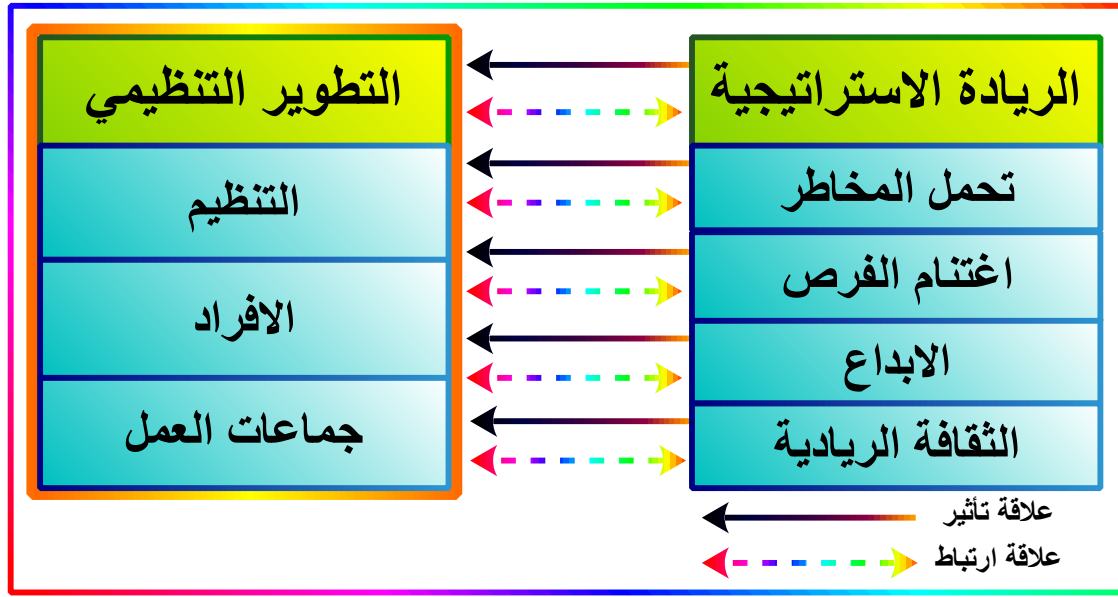 الريادة الاستراتيجية
تحمل المخاطر
اغتنام الفرص
الابداع
الثقافة الريادية
التطوير التنظيمي
التنظيم
الافراد
جماعات العمل
علاقة تأثير
علاقة ارتباط